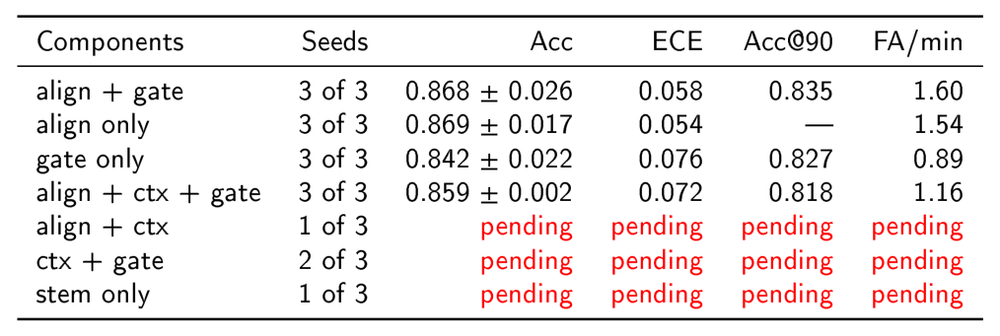 Components Seeds Acc ECE Acc@90 FA/min
align + gate 3 of 3 0.868 ± 0.026 0.058 0.835 1.60
align only 3 of 3 0.869 ± 0.017 0.054 — 1.54
gate only 3 of 3 0.842 ± 0.022 0.076 0.827 0.89
align + ctx + gate 3 of 3 0.859 ± 0.002 0.072 0.818 1.16
align + ctx 1 of 3 pending pending pending pending
ctx + gate 2 of 3 pending pending pending pending
stem only 1 of 3 pending pending pending pending